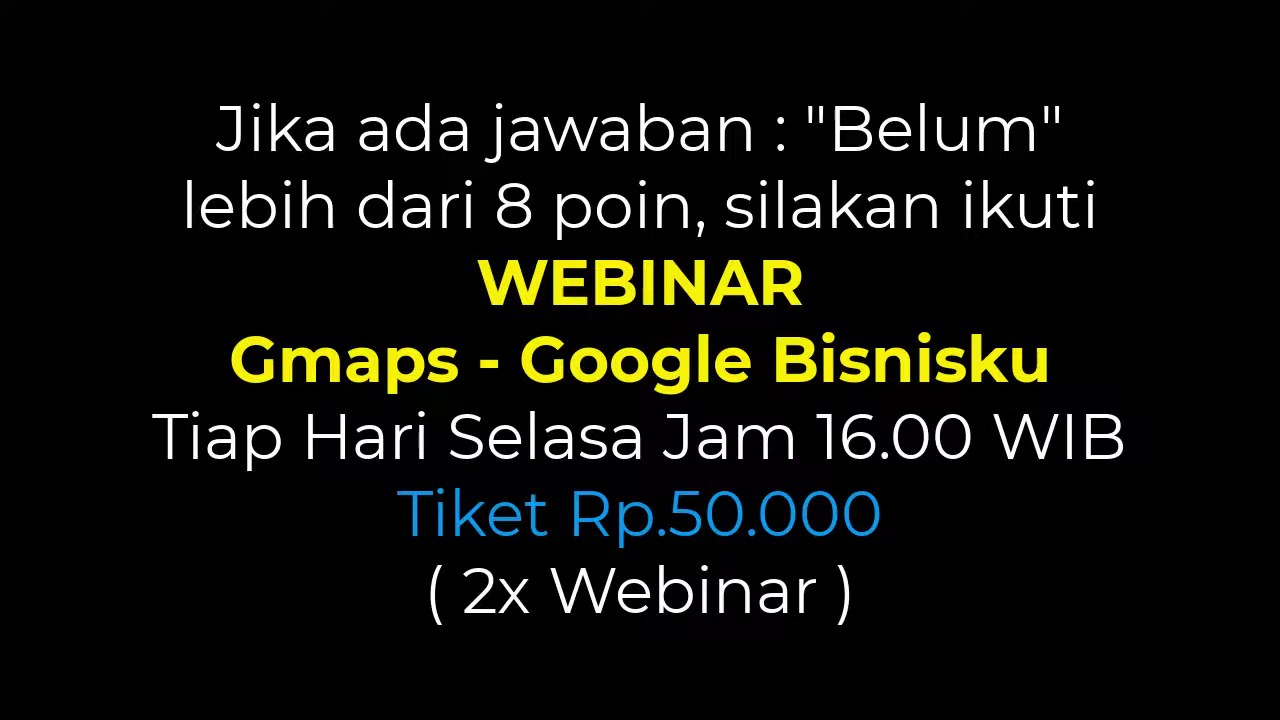 Jika ada jawaban : "Belum"
lebih dari 8 poin, silakan ikuti
WEBINAR
Gmaps - Google Bisnisku
Tiap Hari Selasa Jam 16.00 WIB
Tiket Rp.50.000
( 2x Webinar )